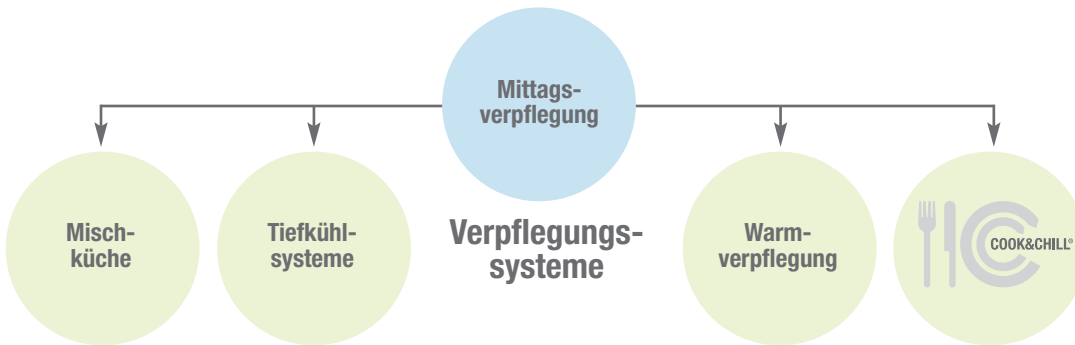 Mittags-
verpflegung
Misch-
küche
Tiefkühl-
systeme
Verpflegungs-
systeme
Warm-
verpflegung
COOK&CHILL®